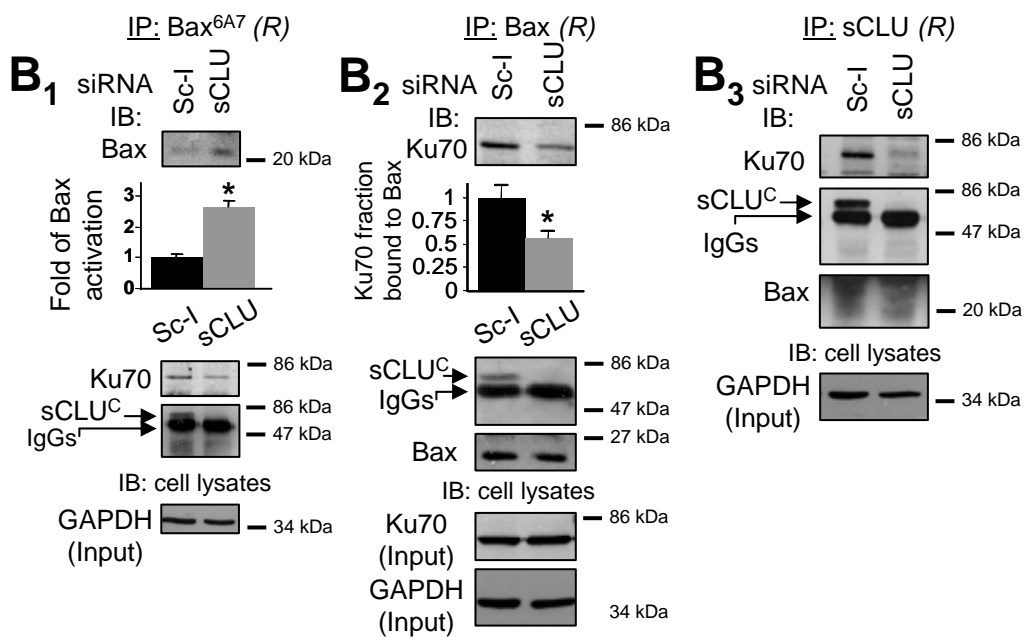 IP: Bax6A7 (R)
B1
siRNA
Sc-I
sCLU
IB:
Bax
20 kDa
Fold of Bax
activation
3
2
1
0
*
Sc-I
sCLU
Ku70
86 kDa
sCLUC
IgGs
86 kDa
47 kDa
IB: cell lysates
GAPDH
(Input)
34 kDa
IP: Bax (R)
B2
siRNA
Sc-I
sCLU
IB:
Ku70
86 kDa
Ku70 fraction
bound to Bax
1
0.75
0.5
0.25
0
*
Sc-I
sCLU
sCLUC
IgGs
86 kDa
47 kDa
Bax
27 kDa
IB: cell lysates
Ku70
(Input)
86 kDa
GAPDH
(Input)
34 kDa
IP: sCLU (R)
B3
siRNA
Sc-I
sCLU
IB:
Ku70
86 kDa
sCLUC
IgGs
86 kDa
47 kDa
Bax
20 kDa
IB: cell lysates
GAPDH
(Input)
34 kDa